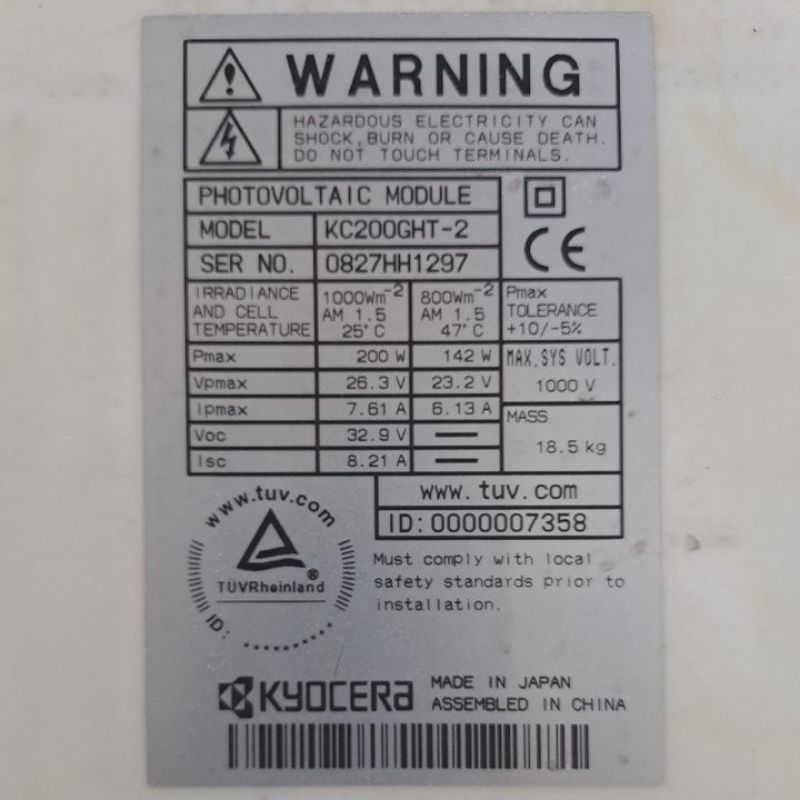 WARNING
HAZARDOUS ELECTRICITY CAN
SHOCK, BURN OR CAUSE DEATH.
DO NOT TOUCH TERMINALS.
PHOTOVOLTAIC MODULE
MODEL KC200GHT-2
SER NO. 0827HH1297
CE
IRRADIANCE AND CELL TEMPERATURE 1000Wm-2 AM 1.5 25°C 800Wm-2 AM 1.5 47°C
Pmax TOLERANCE +10/-5%
Pmax 200 W 142 W
Vpmax 26.3 V 23.2 V
Ipmax 7.61 A 6.13 A
Voc 32.9 V —
Isc 8.21 A —
MAX. SYS VOLT.
1000 V
MASS
18.5 kg
www.tuv.com
ID:0000007358
www.tuv.com
TÜVRheinland®
ID:
Must comply with local
safety standards prior to
installation.
KYOCERA
MADE IN JAPAN
ASSEMBLED IN CHINA